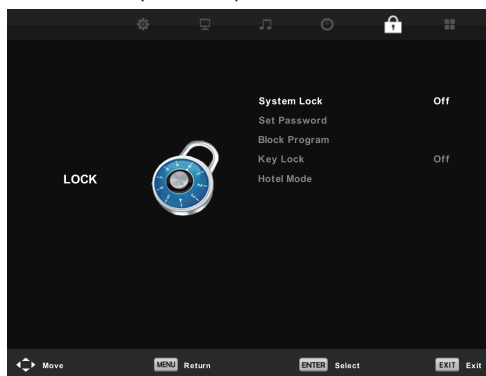 System Lock Off
Set Password
Block Program
Key Lock Off
Hotel Mode
LOCK
Move MENU Return ENTER Select EXIT Exit